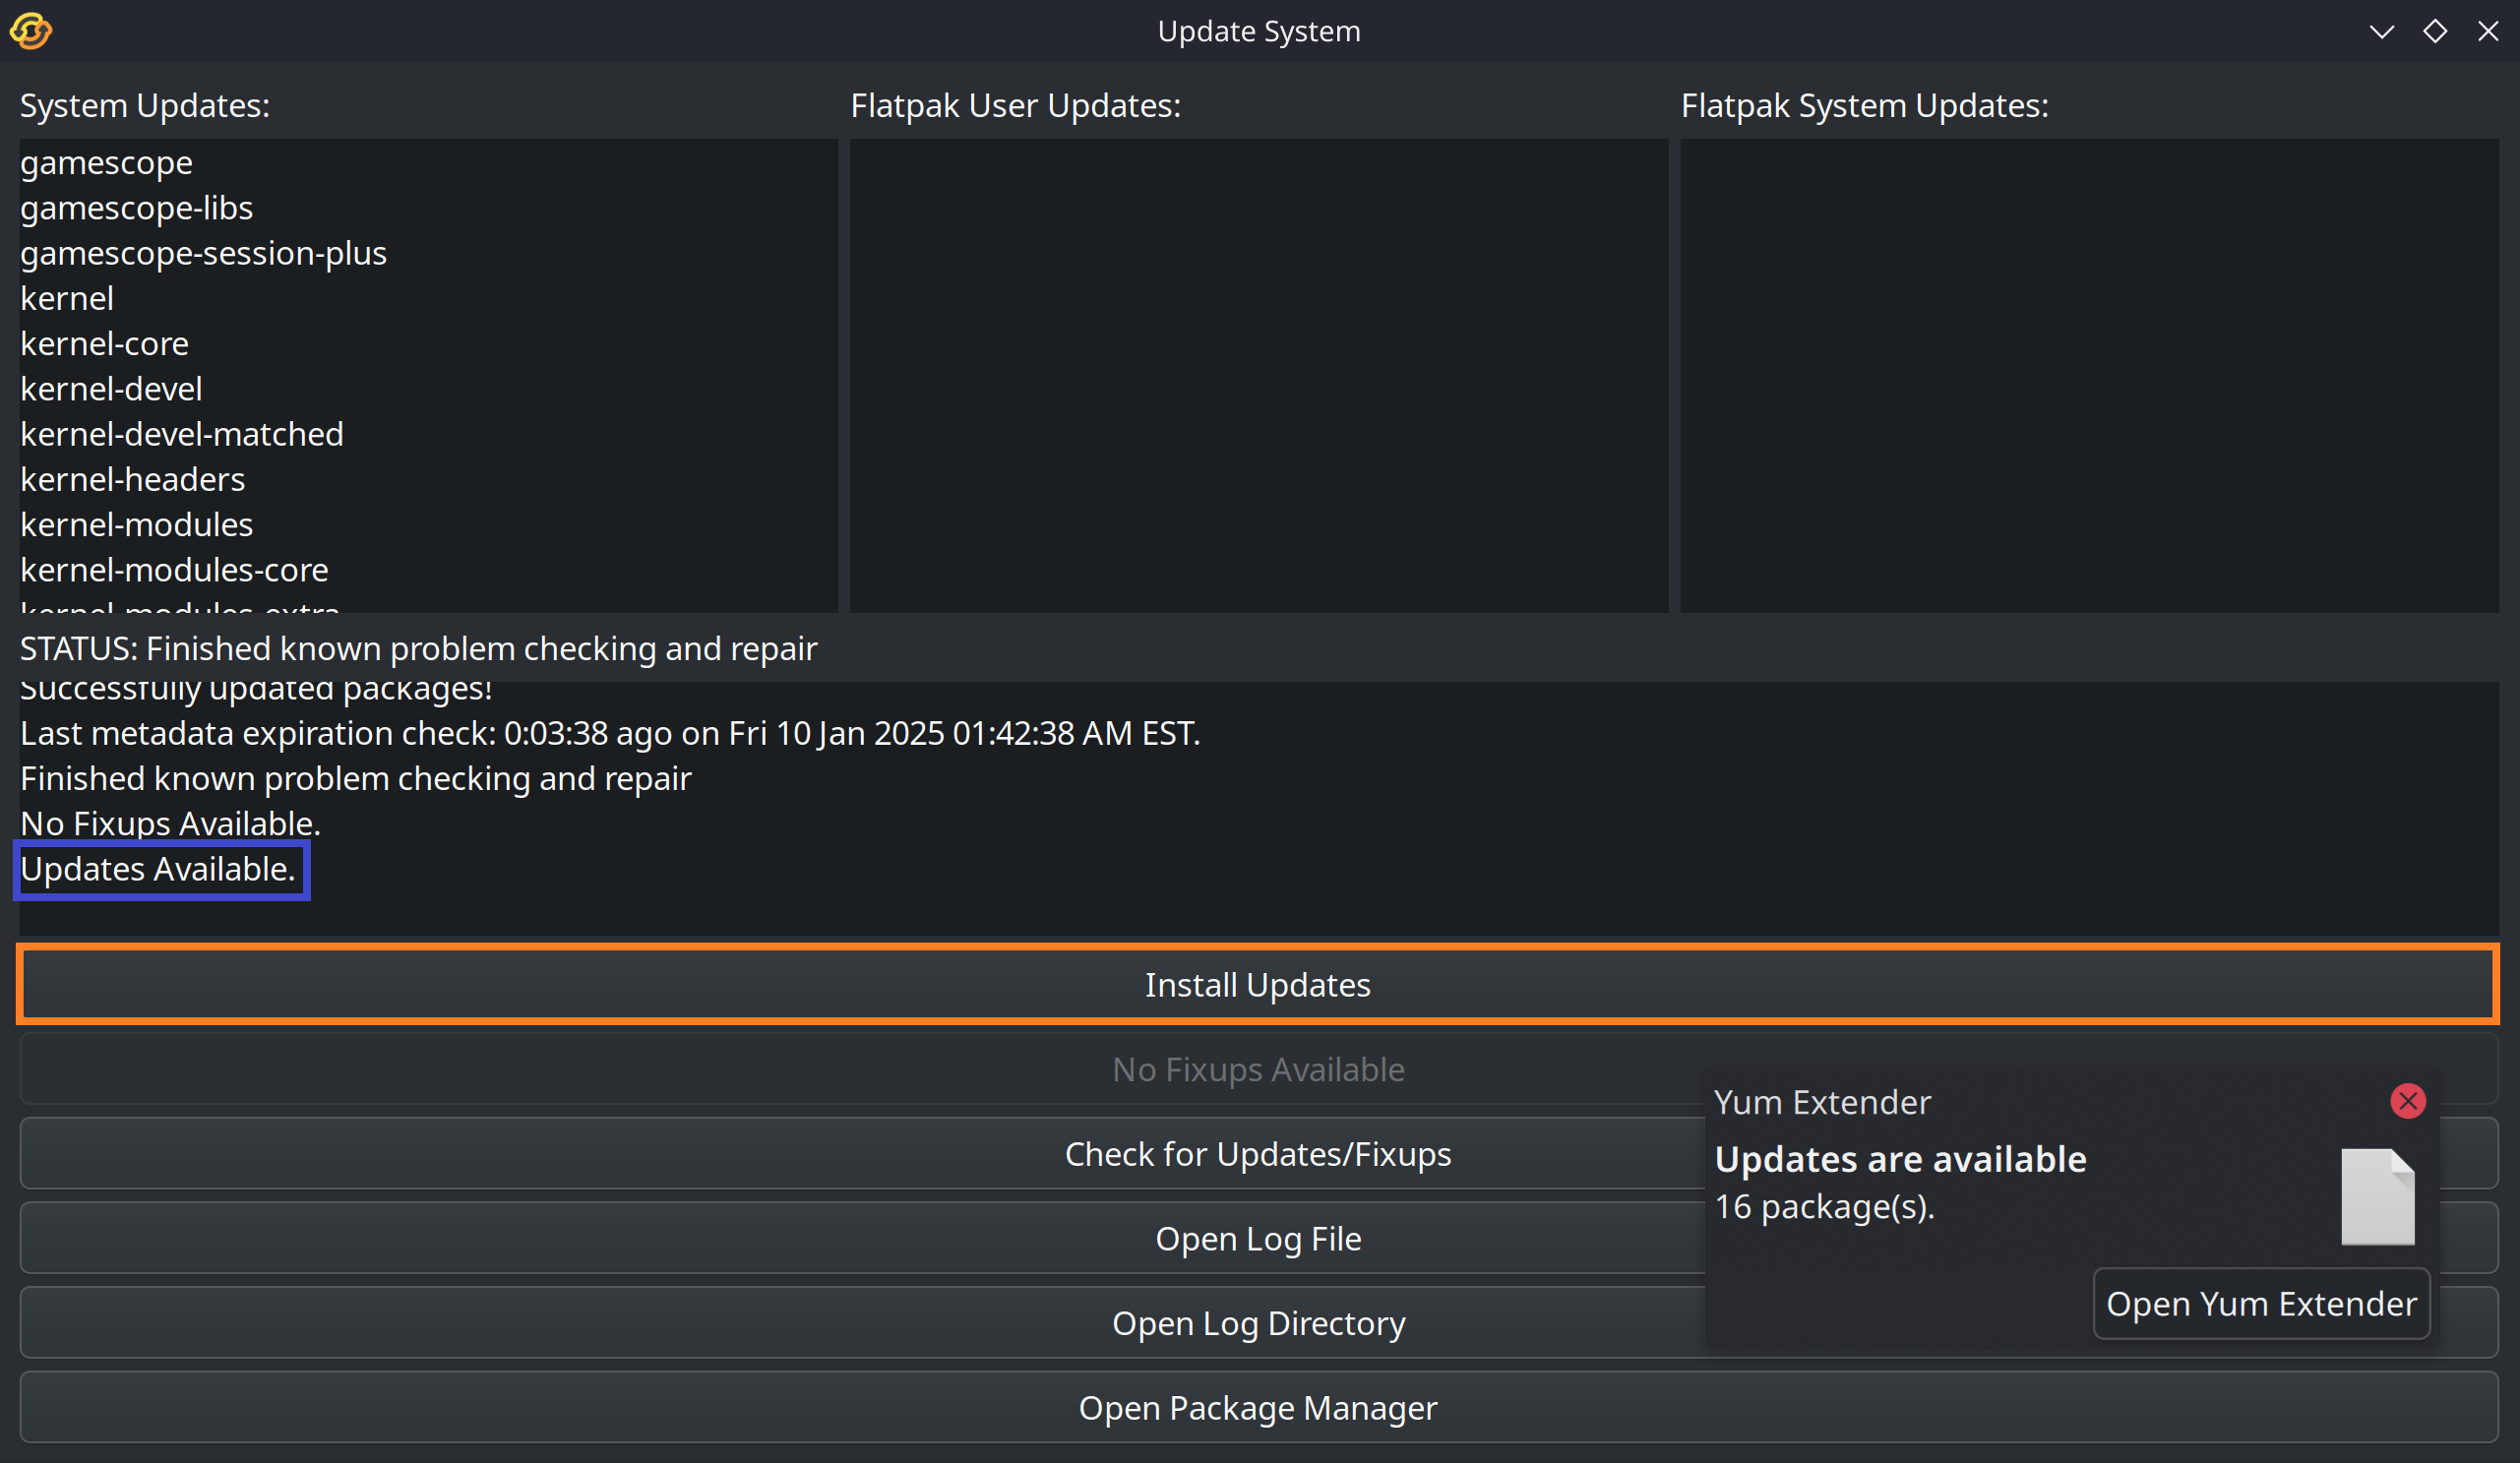 Update System
System Updates:
gamescope
gamescope-libs
gamescope-session-plus
kernel
kernel-core
kernel-devel
kernel-devel-matched
kernel-headers
kernel-modules
kernel-modules-core
kernel-modules-extra
Flatpak User Updates:
Flatpak System Updates:
STATUS: Finished known problem checking and repair
Successfully updated packages!
Last metadata expiration check: 0:03:38 ago on Fri 10 Jan 2025 01:42:38 AM EST.
Finished known problem checking and repair
No Fixups Available.
Updates Available.
Install Updates
No Fixups Available
Check for Updates/Fixups
Open Log File
Open Log Directory
Open Package Manager
Yum Extender
Updates are available
16 package(s).
Open Yum Extender